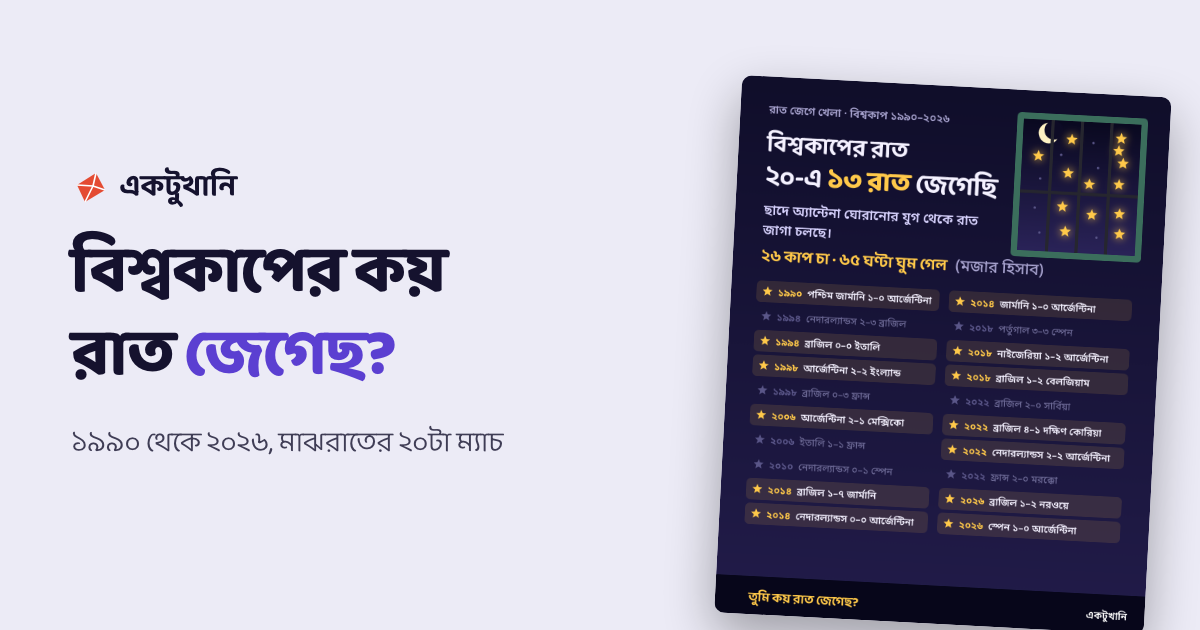 একটুখানি
বিশ্বকাপের কয়
রাত জেগেছ?
১৯৯০ থেকে ২০২৬, মাঝরাতের ২০টা ম্যাচ
রাত জেগে খেলা · বিশ্বকাপ ১৯৯০–২০২৬
বিশ্বকাপের রাত
২০-এ ১৩ রাত জেগেছি
ছাদে অ্যান্টেনা ঘোরানোর যুগ থেকে রাত
জাগা চলছে।
২৬ কাপ চা · ৬৫ ঘণ্টা ঘুম গেল (মজার হিসাব)
★ ১৯৯০ পশ্চিম জার্মানি ১–০ আর্জেন্টিনা
★ ১৯৯৪ নেদারল্যান্ডস ২–৩ ব্রাজিল
★ ১৯৯৪ ব্রাজিল ০–০ ইতালি
★ ১৯৯৮ আর্জেন্টিনা ২–২ ইংল্যান্ড
★ ১৯৯৮ ব্রাজিল ০–৩ ফ্রান্স
★ ২০০৬ আর্জেন্টিনা ২–১ মেক্সিকো
★ ২০০৬ ইতালি ১–১ ফ্রান্স
★ ২০১০ নেদারল্যান্ডস ০–১ স্পেন
★ ২০১৪ ব্রাজিল ১–৭ জার্মানি
★ ২০১৪ নেদারল্যান্ডস ০–০ আর্জেন্টিনা
★ ২০১৪ জার্মানি ১–০ আর্জেন্টিনা
★ ২০১৮ পর্তুগাল ৩–৩ স্পেন
★ ২০১৮ নাইজেরিয়া ১–২ আর্জেন্টিনা
★ ২০১৮ ব্রাজিল ১–২ বেলজিয়াম
★ ২০২২ ব্রাজিল ২–০ সার্বিয়া
★ ২০২২ ব্রাজিল ৪–১ দক্ষিণ কোরিয়া
★ ২০২২ নেদারল্যান্ডস ২–২ আর্জেন্টিনা
★ ২০২২ ফ্রান্স ২–০ মরক্কো
★ ২০২৬ ব্রাজিল ১–২ নরওয়ে
★ ২০২৬ স্পেন ১–০ আর্জেন্টিনা
তুমি কয় রাত জেগেছ?
একটুখানি